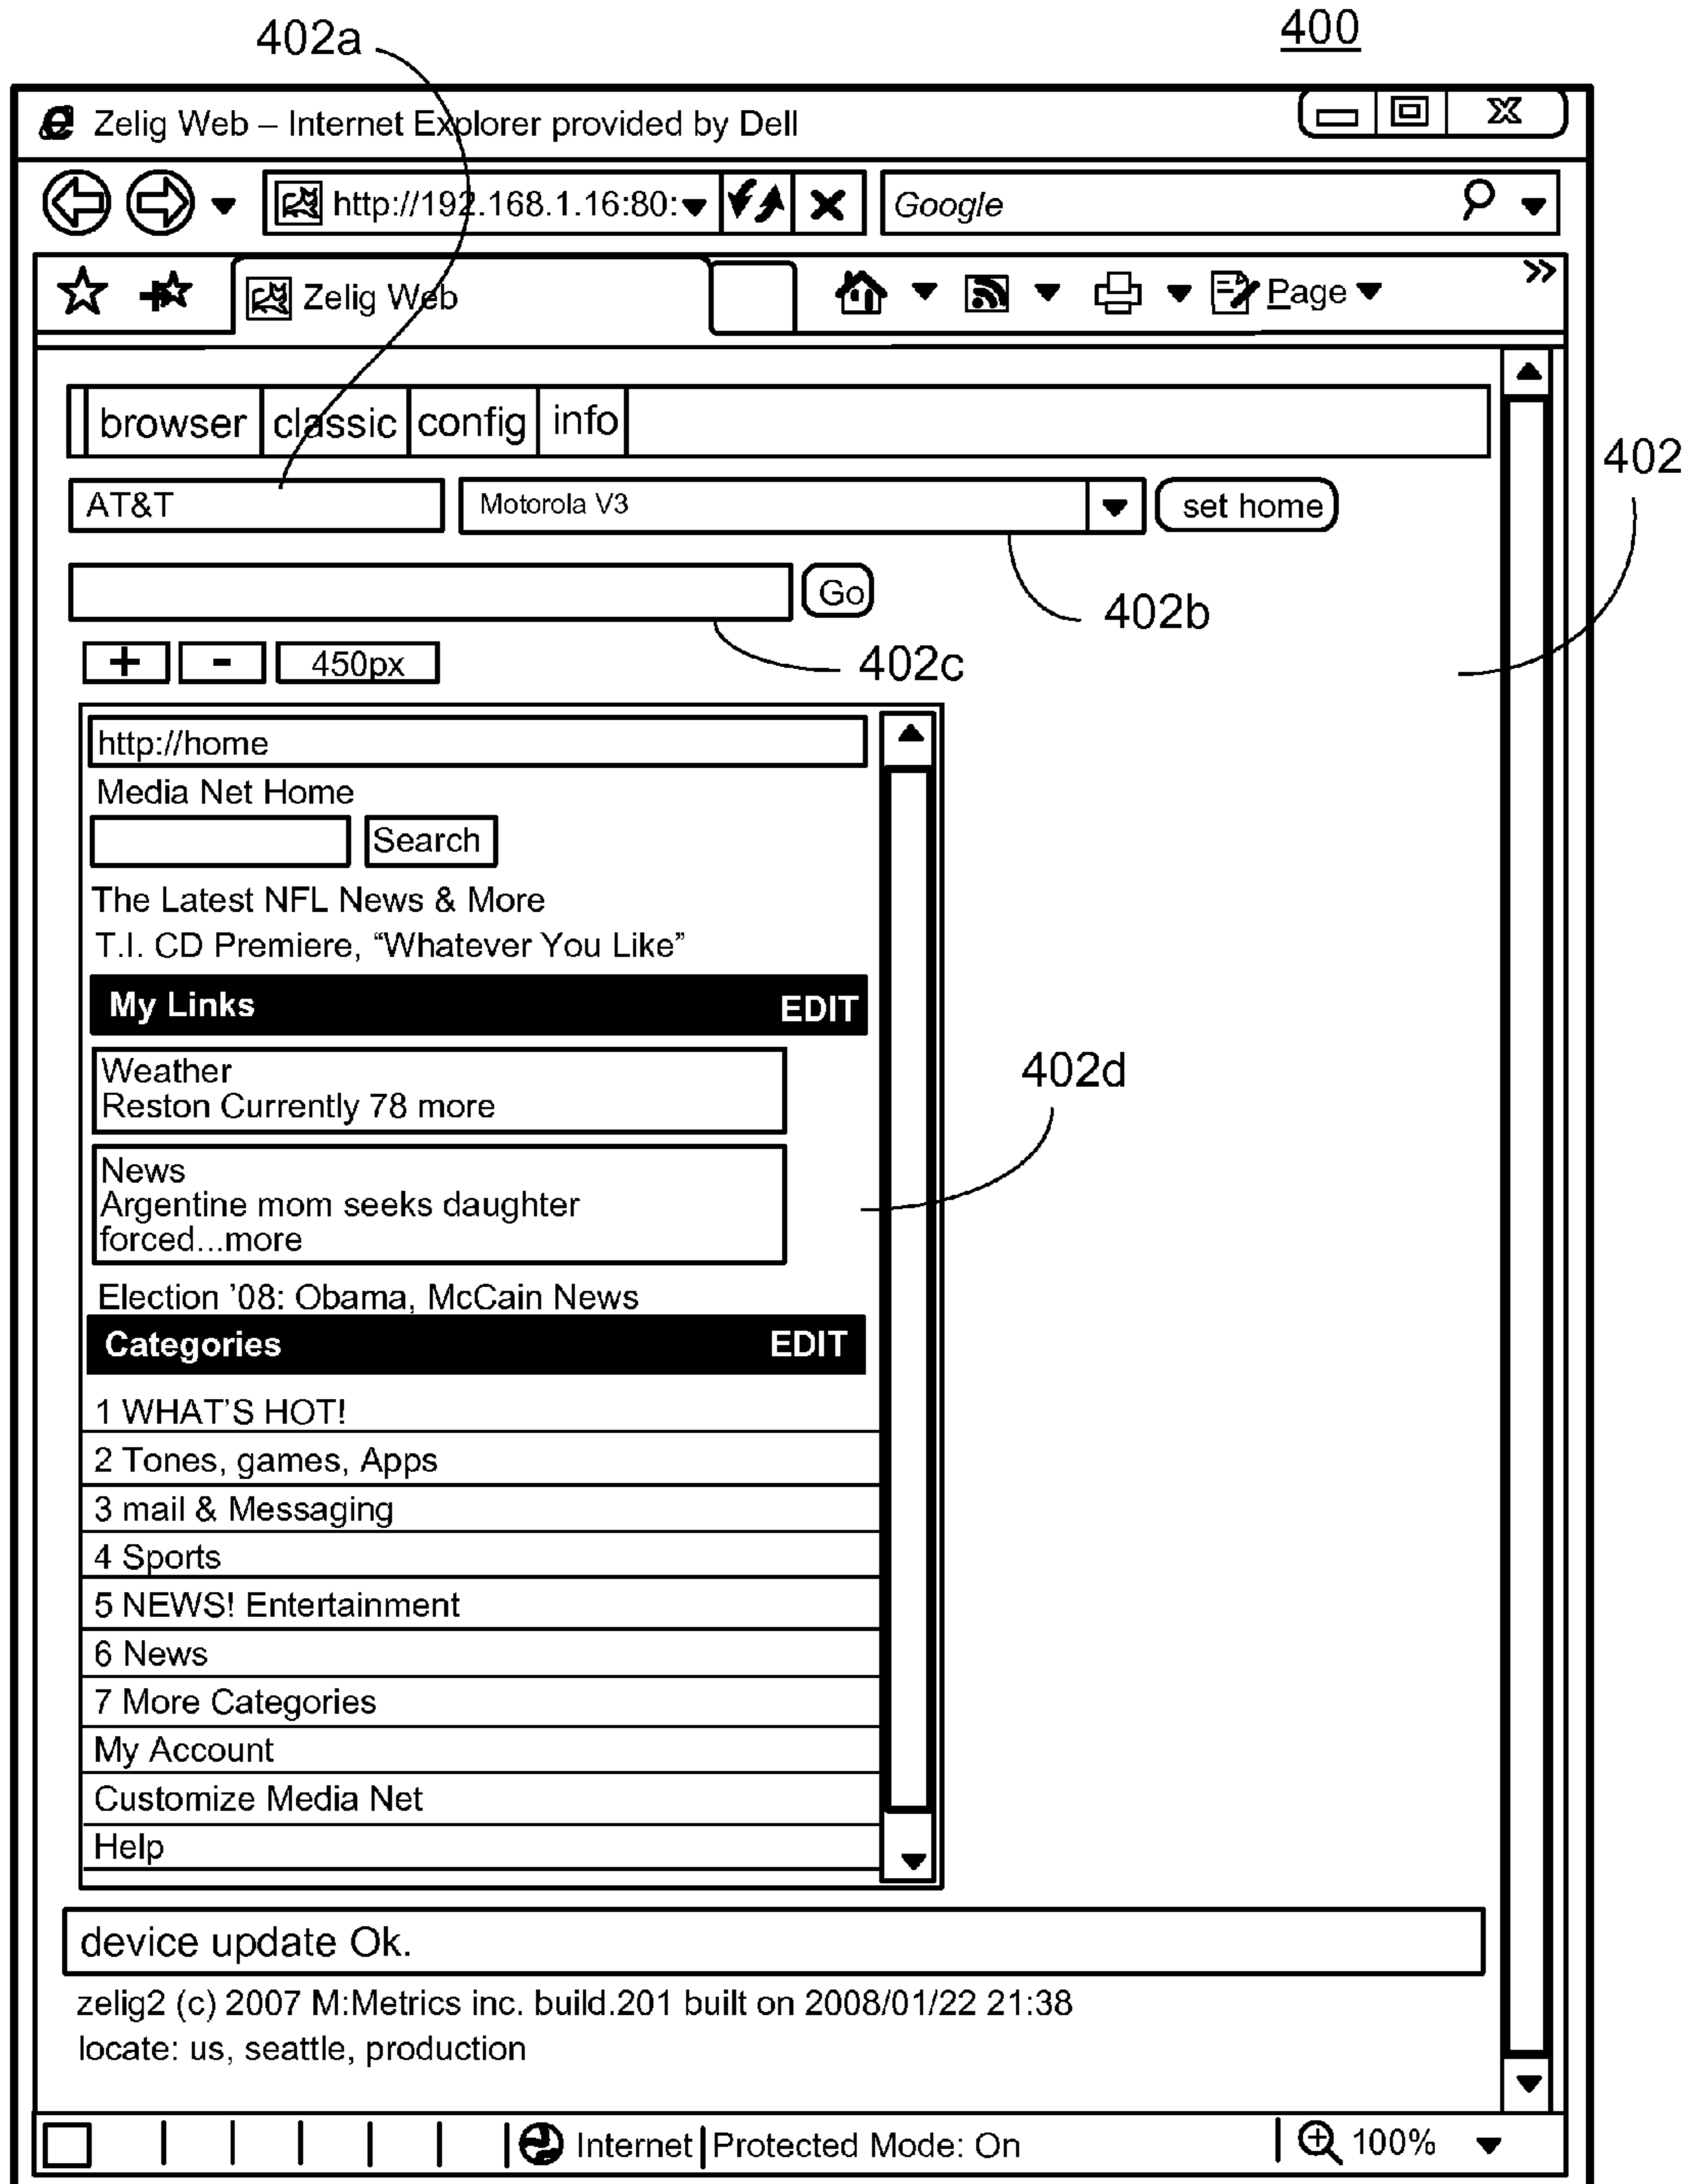 402a
400
Zelig Web – Internet Explorer provided by Dell
http://192.168.1.16:80:
Google
Zelig Web
Page
browser classic config info
402
AT&T Motorola V3 set home
Go
402b
+ - 450px
402c
http://home
Media Net Home
Search
The Latest NFL News & More
T.I. CD Premiere, “Whatever You Like”
My Links EDIT
Weather
Reston Currently 78 more
402d
News
Argentine mom seeks daughter
forced...more
Election ’08: Obama, McCain News
Categories EDIT
1 WHAT’S HOT!
2 Tones, games, Apps
3 mail & Messaging
4 Sports
5 NEWS! Entertainment
6 News
7 More Categories
My Account
Customize Media Net
Help
device update Ok.
zelig2 (c) 2007 M:Metrics inc. build.201 built on 2008/01/22 21:38
locate: us, seattle, production
Internet Protected Mode: On 100%